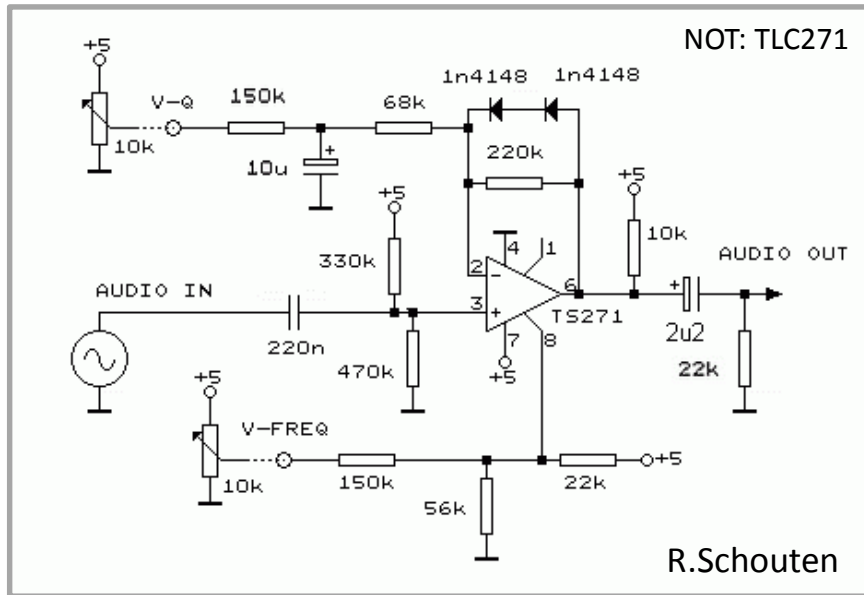 NOT: TLC271
+5
1n4148 1n4148
V-Q
150k
68k
10k
10u
+
220k
+5
+5
330k
4
1
10k
AUDIO OUT
2
-
6
AUDIO IN
3
+
TS271
+
220n
7
8
2u2
470k
+5
22k
+5
V-FREQ
+5
10k
150k
22k
56k
R.Schouten